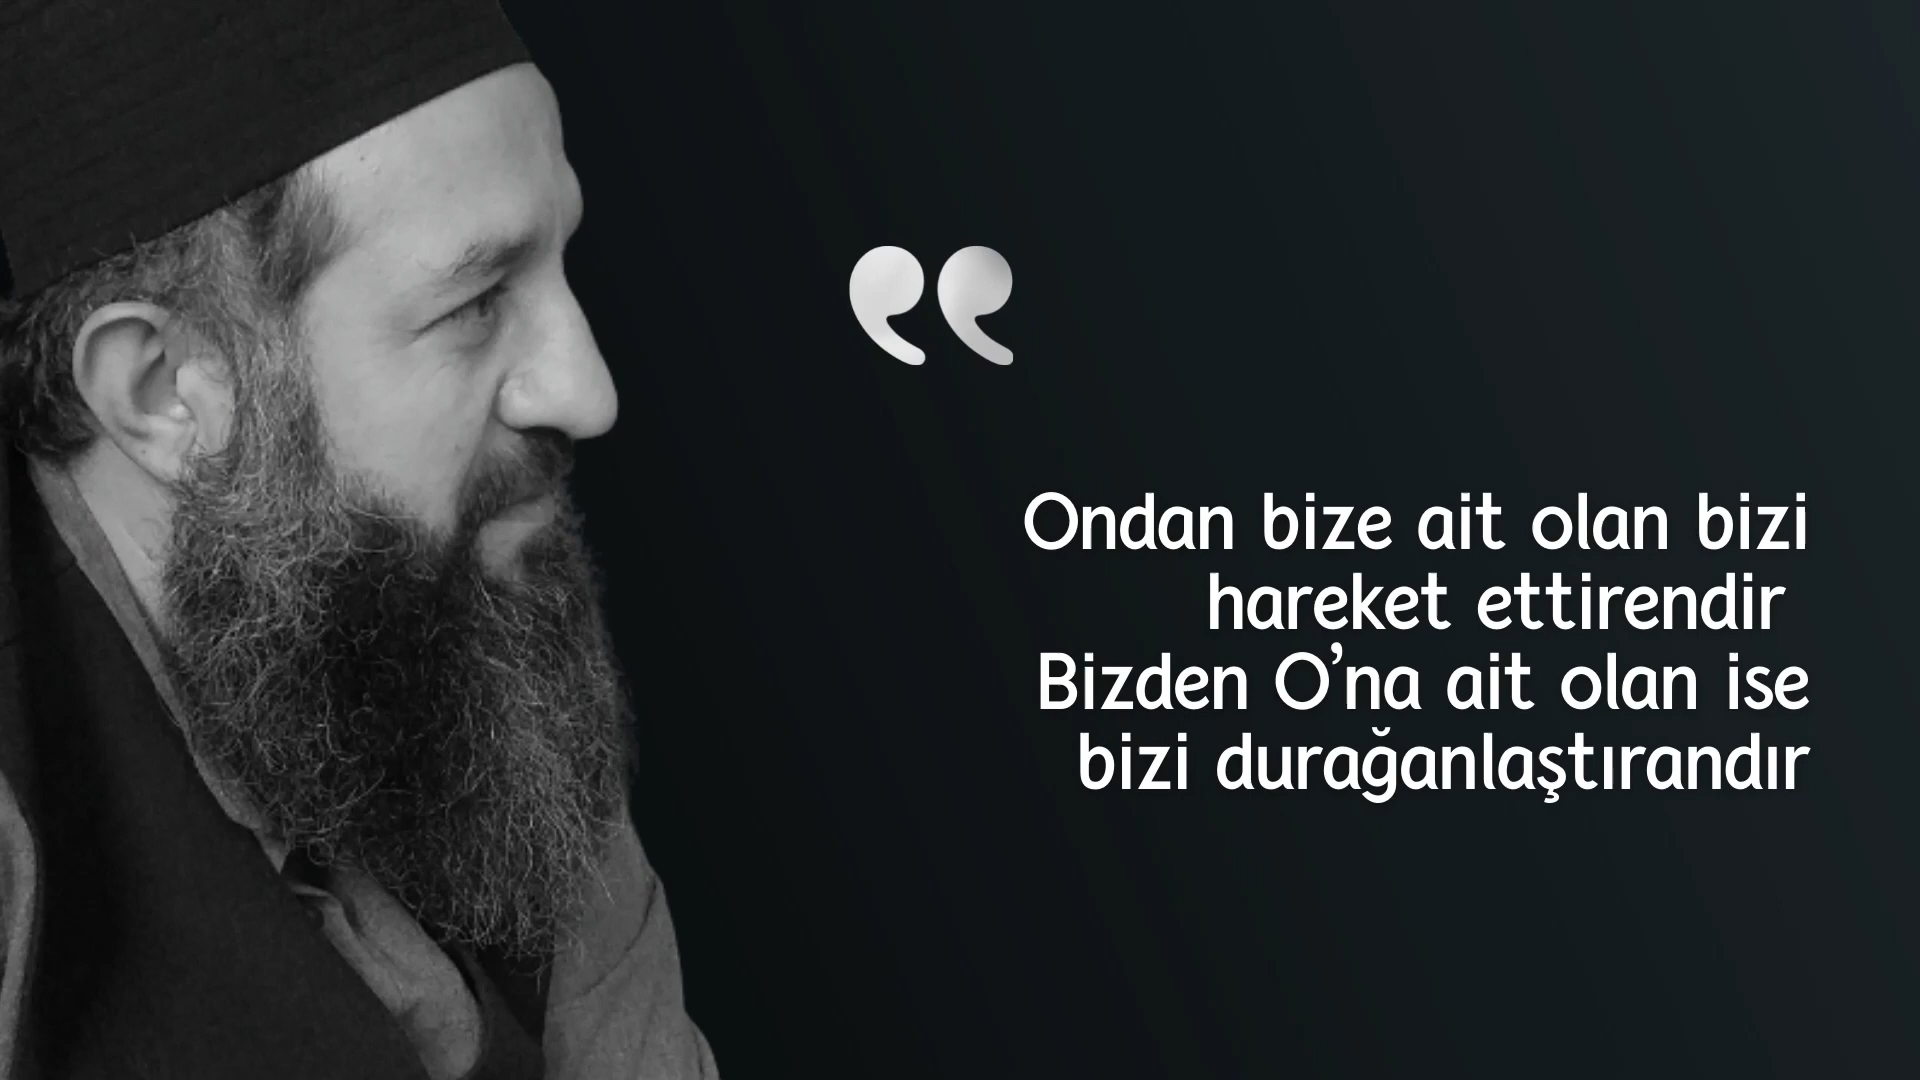 Ondan bize ait olan bizi
hareket ettirendir
Bizden O’na ait olan ise
bizi durağanlaştırandır